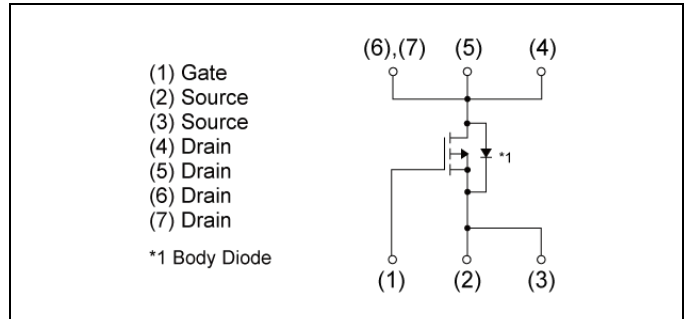 (1) Gate
(2) Source
(3) Source
(4) Drain
(5) Drain
(6) Drain
(7) Drain
*1 Body Diode
(6),(7) (5) (4)
*1
(1) (2) (3)